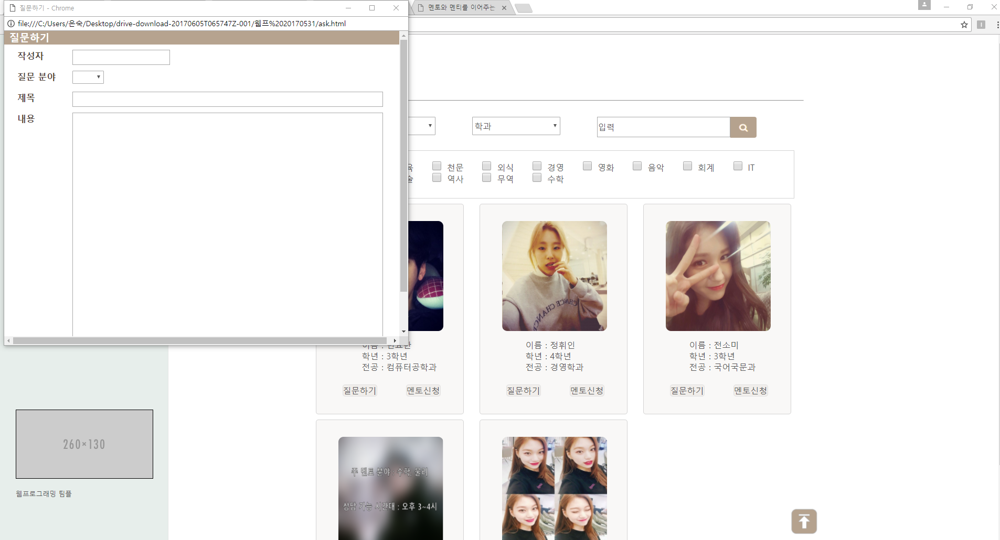 질문하기 - Chrome
멘토와 멘티를 이어주는
file:///C:/Users/은숙/Desktop/drive-download-20170605T065747Z-001/웹프%2020170531/ask.html
질문하기
작성자
질문 분야
제목
내용
학과
입력
천문
외식
경영
영화
음악
회계
IT
역사
무역
수학
학년 : 3학년
전공 : 컴퓨터공학과
질문하기
멘토신청
CHANCE CHANC
이름 : 정휘인
학년 : 4학년
전공 : 경영학과
질문하기
멘토신청
이름 : 전소미
학년 : 3학년
전공 : 국어국문과
질문하기
멘토신청
260×130
웹프로그래밍 팀플
주 멘토 분야 : 수학, 물리
상담 가능 시간대 : 오후 3~4시